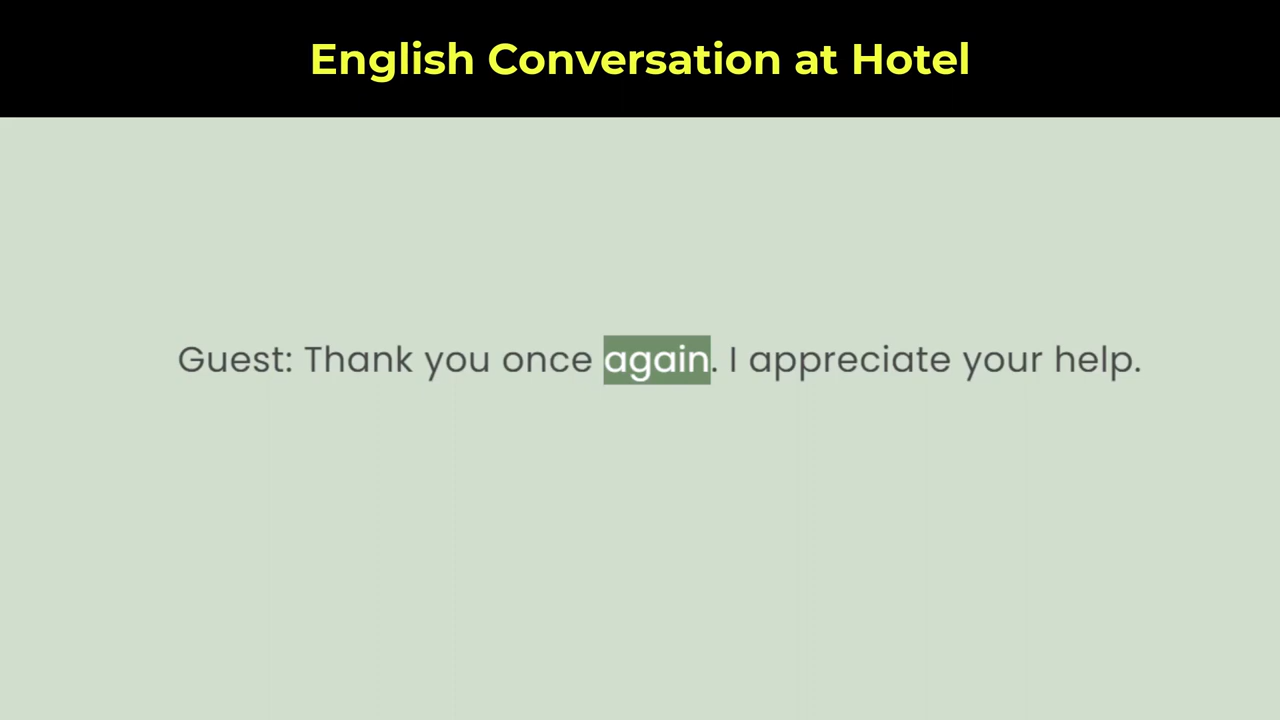 English Conversation at Hotel
Guest: Thank you once again. I appreciate your help.